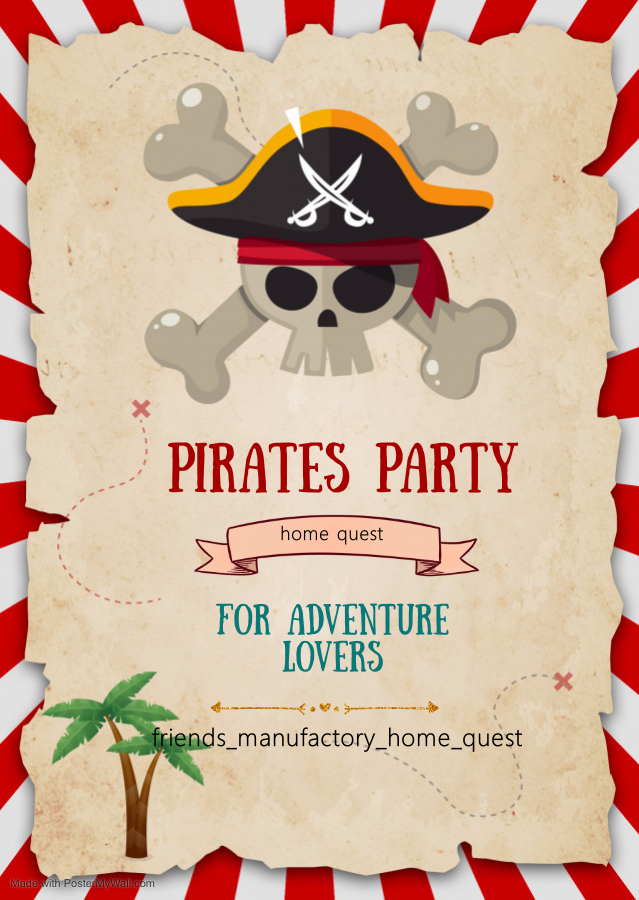 PIRATES PARTY
home quest
FOR ADVENTURE
LOVERS
friends_manufactory_home_quest
Made with PosterMyWall.com